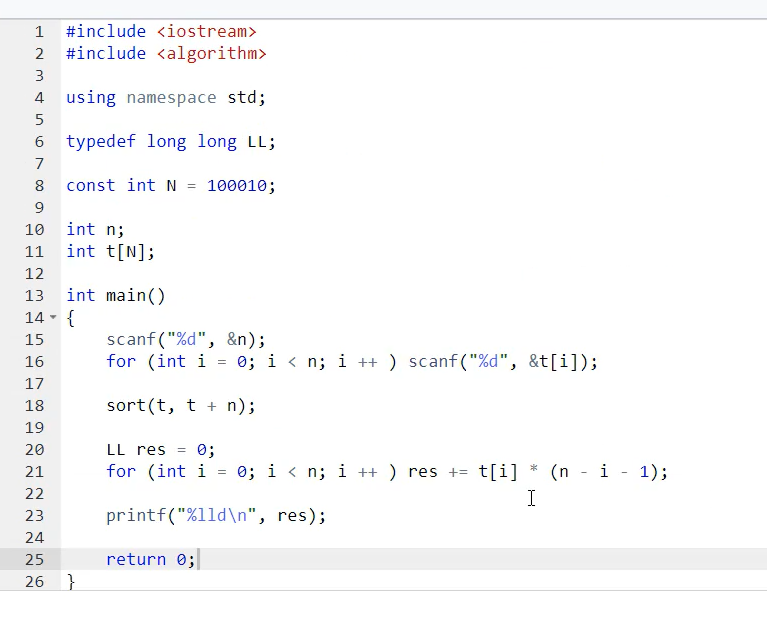 1 #include <iostream>
2 #include <algorithm>
3
4 using namespace std;
5
6 typedef long long LL;
7
8 const int N = 100010;
9
10 int n;
11 int t[N];
12
13 int main()
14 {
15     scanf("%d", &n);
16     for (int i = 0; i < n; i ++ ) scanf("%d", &t[i]);
17
18     sort(t, t + n);
19
20     LL res = 0;
21     for (int i = 0; i < n; i ++ ) res += t[i] * (n - i - 1);
22
23     printf("%lld\n", res);
24
25     return 0;
26 }